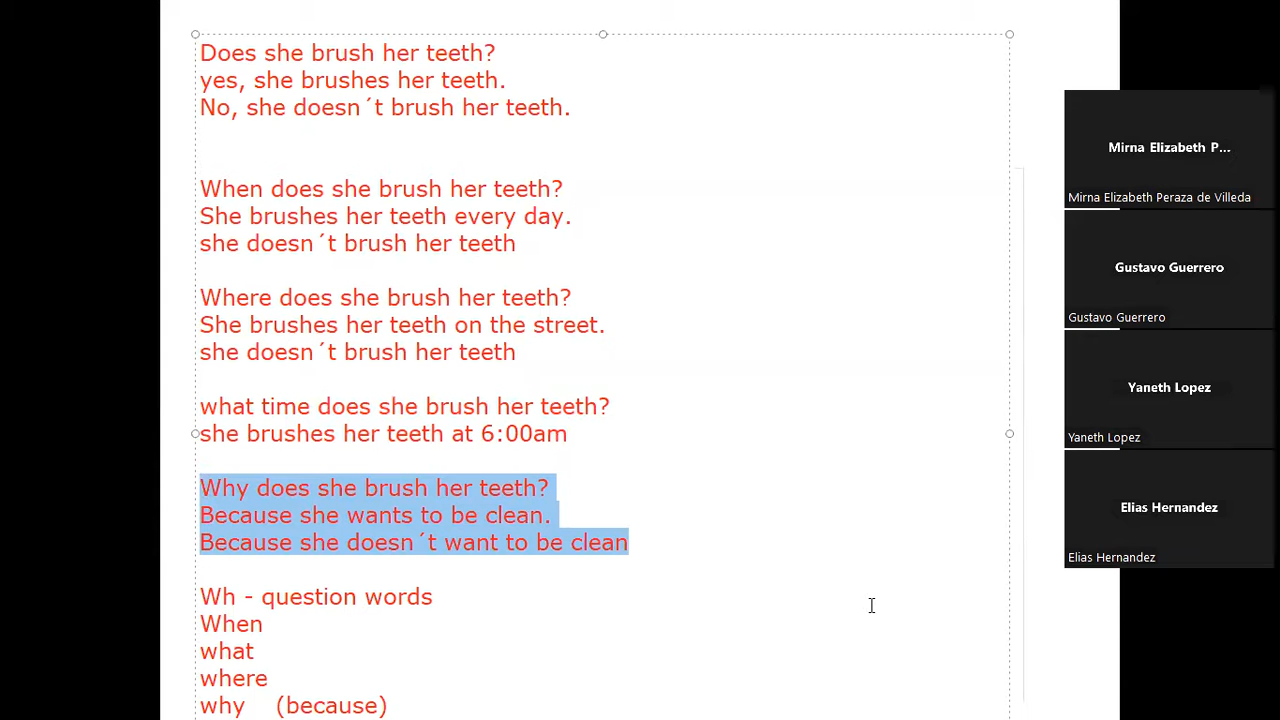 Does she brush her teeth?
yes, she brushes her teeth.
No, she doesn´t brush her teeth.
When does she brush her teeth?
She brushes her teeth every day.
she doesn´t brush her teeth
Where does she brush her teeth?
She brushes her teeth on the street.
she doesn´t brush her teeth
what time does she brush her teeth?
she brushes her teeth at 6:00am
Why does she brush her teeth?
Because she wants to be clean.
Because she doesn´t want to be clean
Wh - question words
When
what
where
why (because)
Mirna Elizabeth P...
Mirna Elizabeth Peraza de Villeda
Gustavo Guerrero
Gustavo Guerrero
Yaneth Lopez
Yaneth Lopez
Elias Hernandez
Elias Hernandez